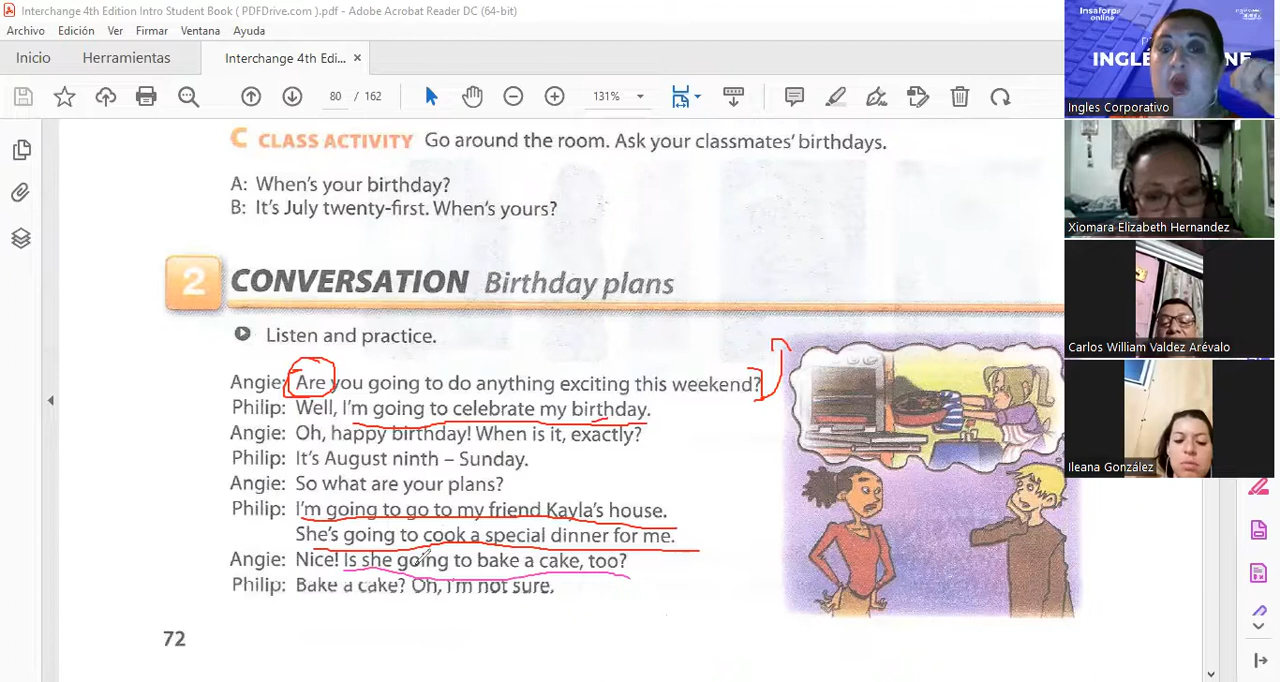 Interchange 4th Edition Intro Student Book ( PDFDrive.com ).pdf - Adobe Acrobat Reader DC (64-bit)
Archivo Edición Ver Firmar Ventana Ayuda
Inicio Herramientas Interchange 4th Edi... ×
80 / 162 131%
C CLASS ACTIVITY Go around the room. Ask your classmates' birthdays.
A: When's your birthday?
B: It's July twenty-first. When's yours?
2 CONVERSATION Birthday plans
Listen and practice.
Angie: Are you going to do anything exciting this weekend?
Philip: Well, I'm going to celebrate my birthday.
Angie: Oh, happy birthday! When is it, exactly?
Philip: It's August ninth – Sunday.
Angie: So what are your plans?
Philip: I'm going to go to my friend Kayla's house.
She's going to cook a special dinner for me.
Angie: Nice! Is she going to bake a cake, too?
Philip: Bake a cake? Oh, I'm not sure.
72
Insaforp
online
INGLÉ
NE
Ingles Corporativo
Xiomara Elizabeth Hernandez
Carlos William Valdez Arévalo
Ileana González